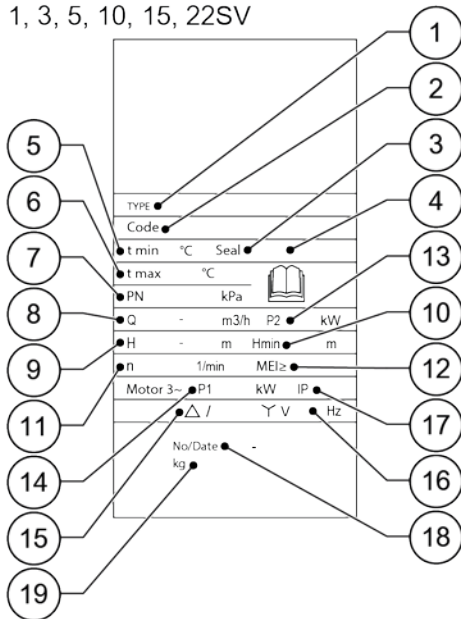 1, 3, 5, 10, 15, 22SV
1
2
3
4
5
6
7
8
9
10
11
12
13
14
15
16
17
18
19
TYPE
Code
t min °C Seal
t max °C
PN kPa
Q - m3/h P2 kW
H - m Hmin m
n 1/min MEI≥
Motor 3~ P1 kW IP
△ / Y V Hz
No/Date -
kg